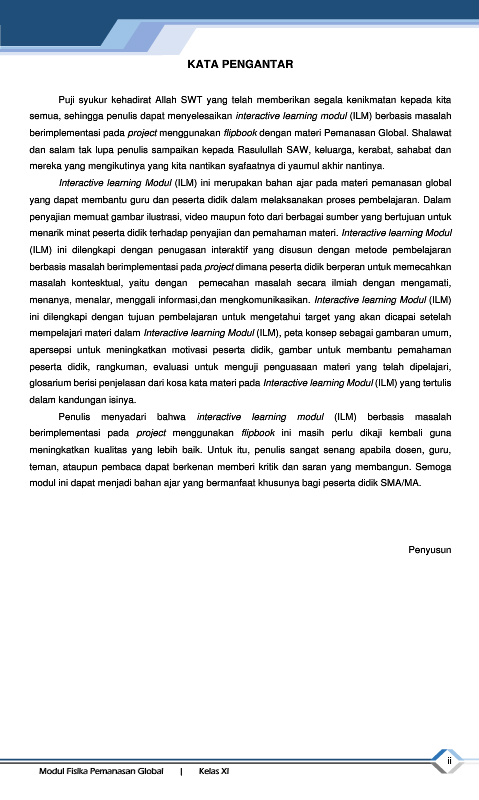 KATA PENGANTAR
Puji syukur kehadirat Allah SWT yang telah memberikan segala kenikmatan kepada kita
semua, sehingga penulis dapat menyelesaikan interactive learning modul (ILM) berbasis masalah
berimplementasi pada project menggunakan flipbook dengan materi Pemanasan Global. Shalawat
dan salam tak lupa penulis sampaikan kepada Rasulullah SAW, keluarga, kerabat, sahabat dan
mereka yang mengikutinya yang kita nantikan syafaatnya di yaumul akhir nantinya.
Interactive learning Modul (ILM) ini merupakan bahan ajar pada materi pemanasan global
yang dapat membantu guru dan peserta didik dalam melaksanakan proses pembelajaran. Dalam
penyajian memuat gambar ilustrasi, video maupun foto dari berbagai sumber yang bertujuan untuk
menarik minat peserta didik terhadap penyajian dan pemahaman materi. Interactive learning Modul
(ILM) ini dilengkapi dengan penugasan interaktif yang disusun dengan metode pembelajaran
berbasis masalah berimplementasi pada project dimana peserta didik berperan untuk memecahkan
masalah kontesktual, yaitu dengan pemecahan masalah secara ilmiah dengan mengamati,
menanya, menalar, menggali informasi,dan mengkomunikasikan. Interactive learning Modul (ILM)
ini dilengkapi dengan tujuan pembelajaran untuk mengetahui target yang akan dicapai setelah
mempelajari materi dalam Interactive learning Modul (ILM), peta konsep sebagai gambaran umum,
apersepsi untuk meningkatkan motivasi peserta didik, gambar untuk membantu pemahaman
peserta didik, rangkuman, evaluasi untuk menguji penguasaan materi yang telah dipelajari,
glosarium berisi penjelasan dari kosa kata materi pada Interactive learning Modul (ILM) yang tertulis
dalam kandungan isinya.
Penulis menyadari bahwa interactive learning modul (ILM) berbasis masalah
berimplementasi pada project menggunakan flipbook ini masih perlu dikaji kembali guna
meningkatkan kualitas yang lebih baik. Untuk itu, penulis sangat senang apabila dosen, guru,
teman, ataupun pembaca dapat berkenan memberi kritik dan saran yang membangun. Semoga
modul ini dapat menjadi bahan ajar yang bermanfaat khusunya bagi peserta didik SMA/MA.
Penyusun
ii
Modul Fisika Pemanasan Global | Kelas XI